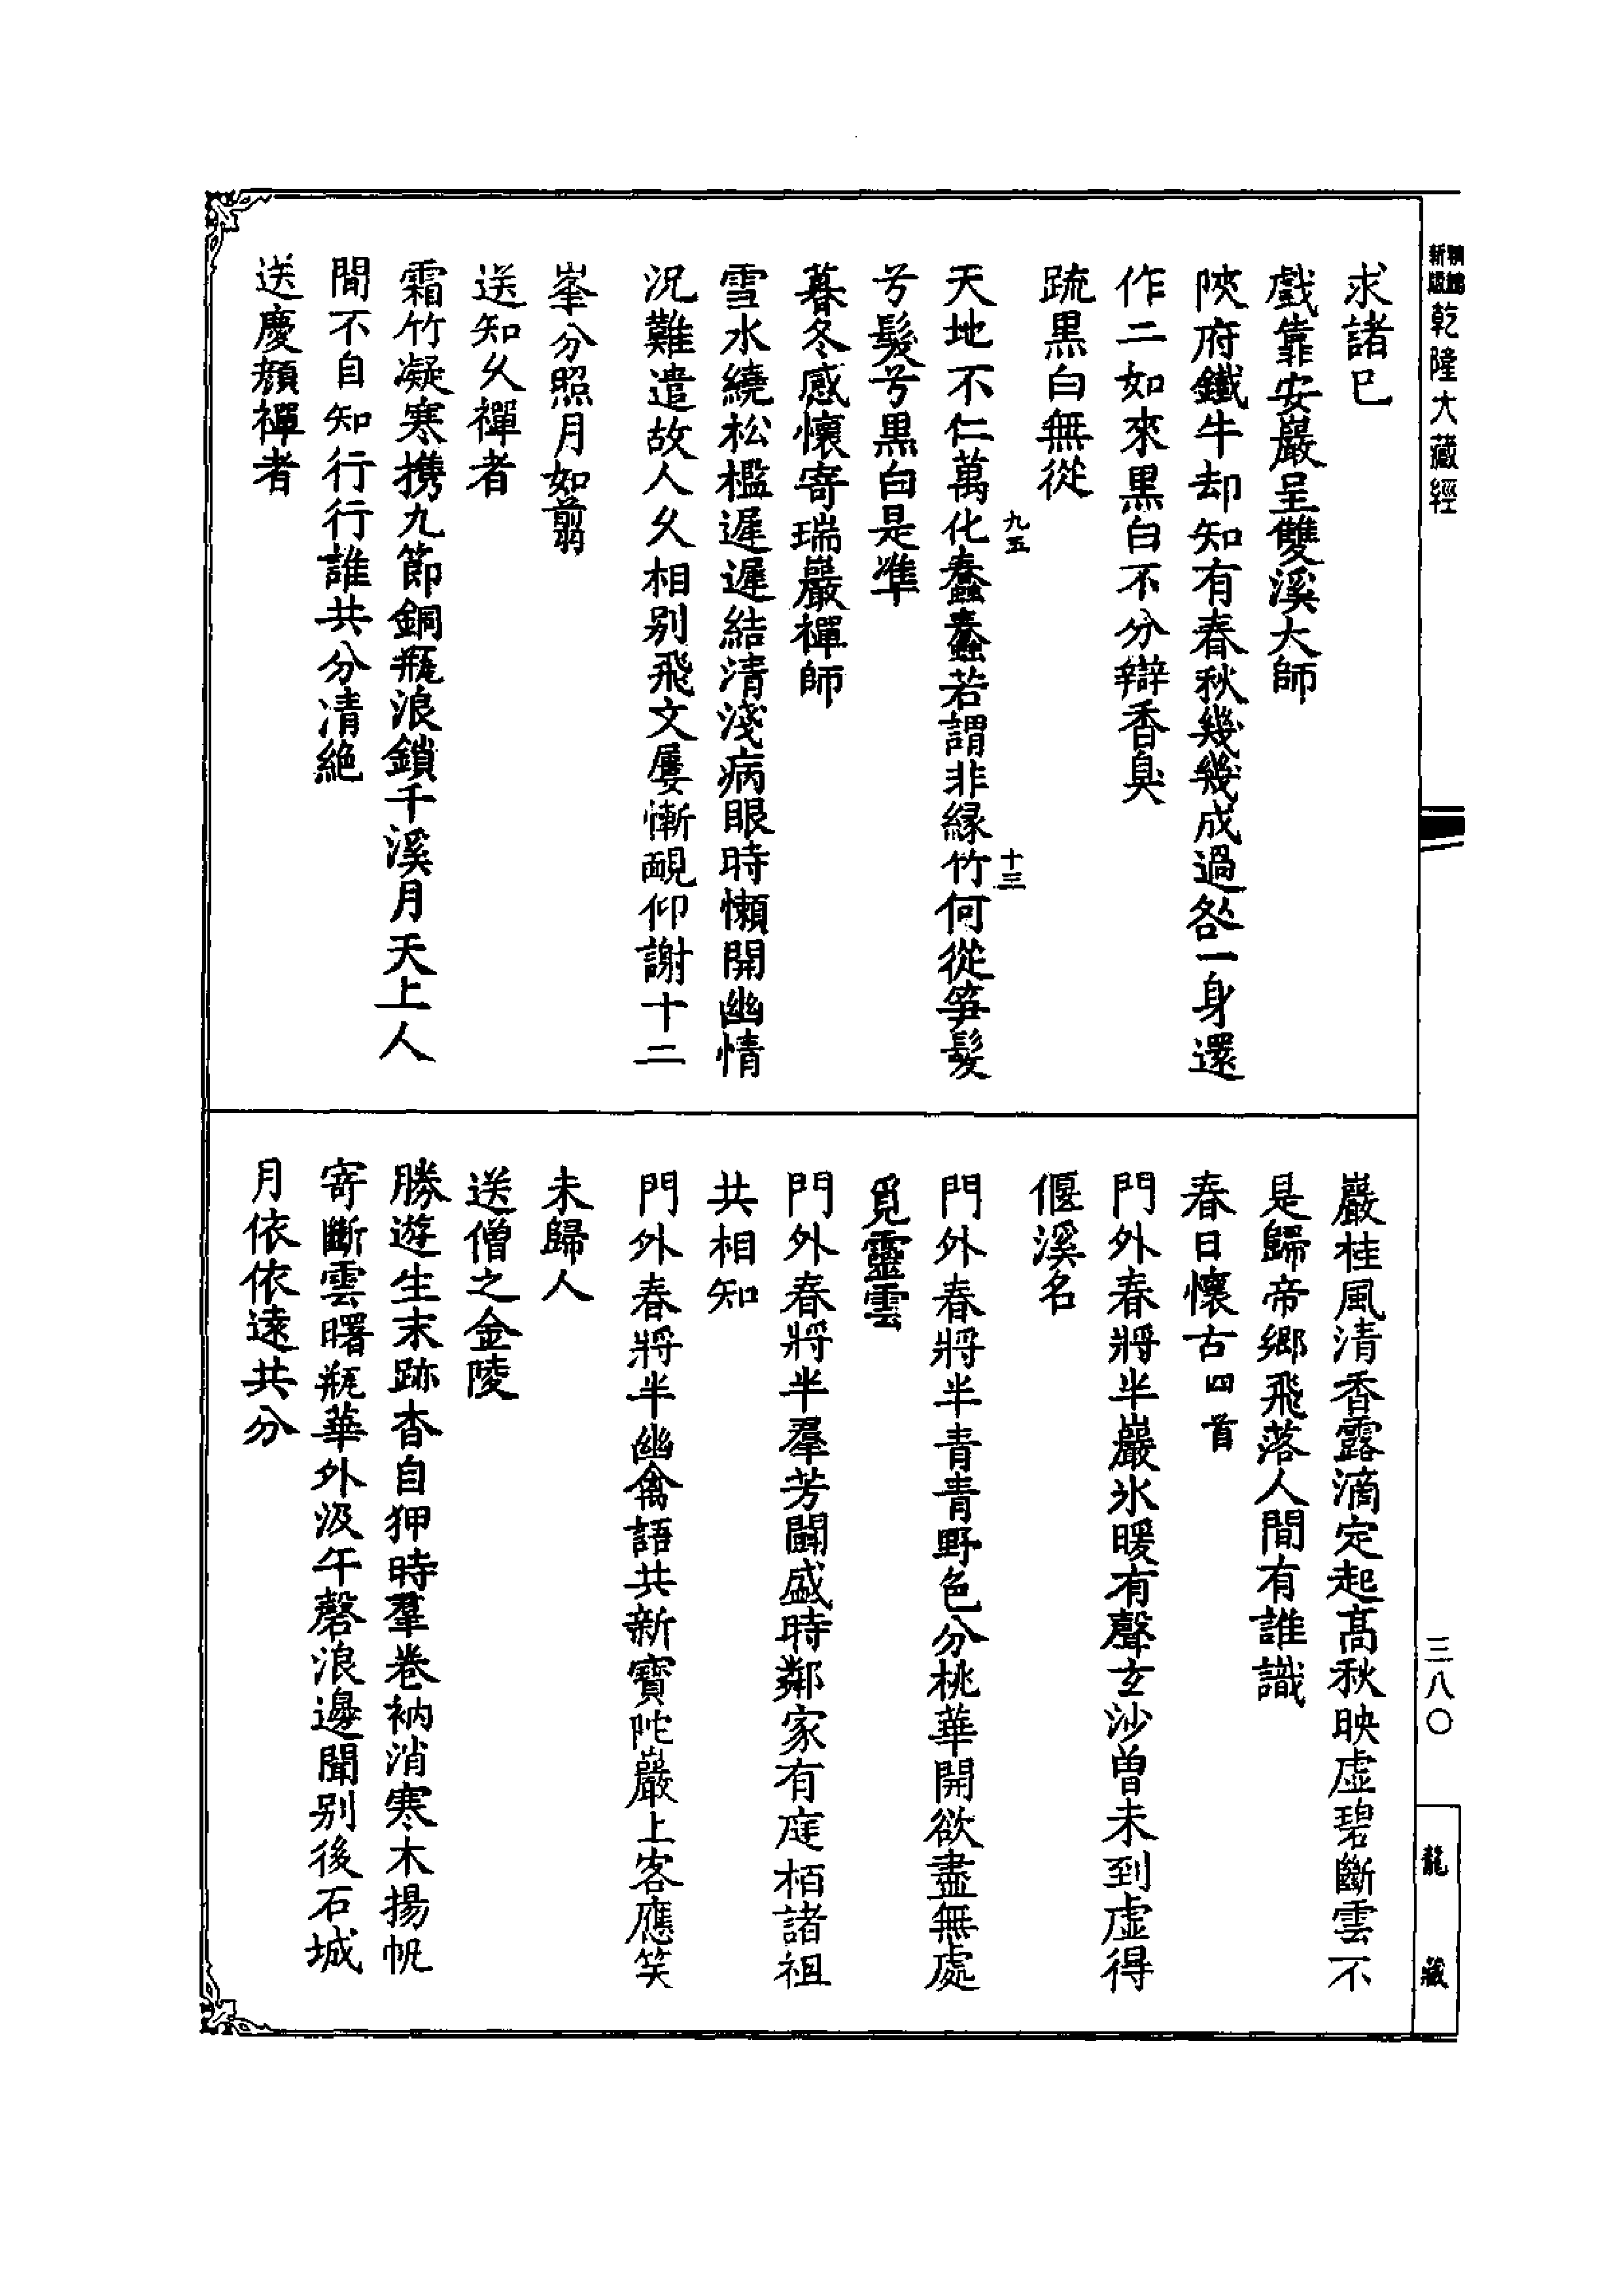 新版 乾隆大藏經
求諸已
戲靠安巖呈雙溪大師
陝府鐵牛却知有春秋幾幾成過咎一身還
作二如來黑白不分辯香臭
疏黑白無從
九五
十三
天地不仁萬化蠢蠢若謂非緣竹何從笋髮
兮髮兮黑白是準
暮冬感懷寄瑞巖禪師
雪水繞松檻遲遲結清淺病眼時懶開幽情
況難遣故人乆相别飛文屢慚靦仰謝十二
峯分照月如翦
送知乆禪者
霜竹凝寒携九節銅瓶浪鎖千溪月天上人
間不自知行行誰共分清絶
送慶頵禪者
巖桂風清香露滴定起高秋映虛碧斷雲不
是歸帝鄉飛落人間有誰識
春日懷古四首
門外春將半巖氷暖有聲玄沙曽未到虛得
偃溪名
門外春將半青青野色分桃華開欲盡無處
覓靈雲
門外春將半羣芳鬪盛時鄰家有庭栢諸祖
共相知
門外春將半幽禽語共新寳陀巖上客應笑
未歸人
送僧之金陵
勝遊生末跡杳自狎時羣卷衲消寒木揚帆
寄斷雲曙瓶華外汲午磬浪邊聞别後石城
月依依遠共分
三八〇
龍藏